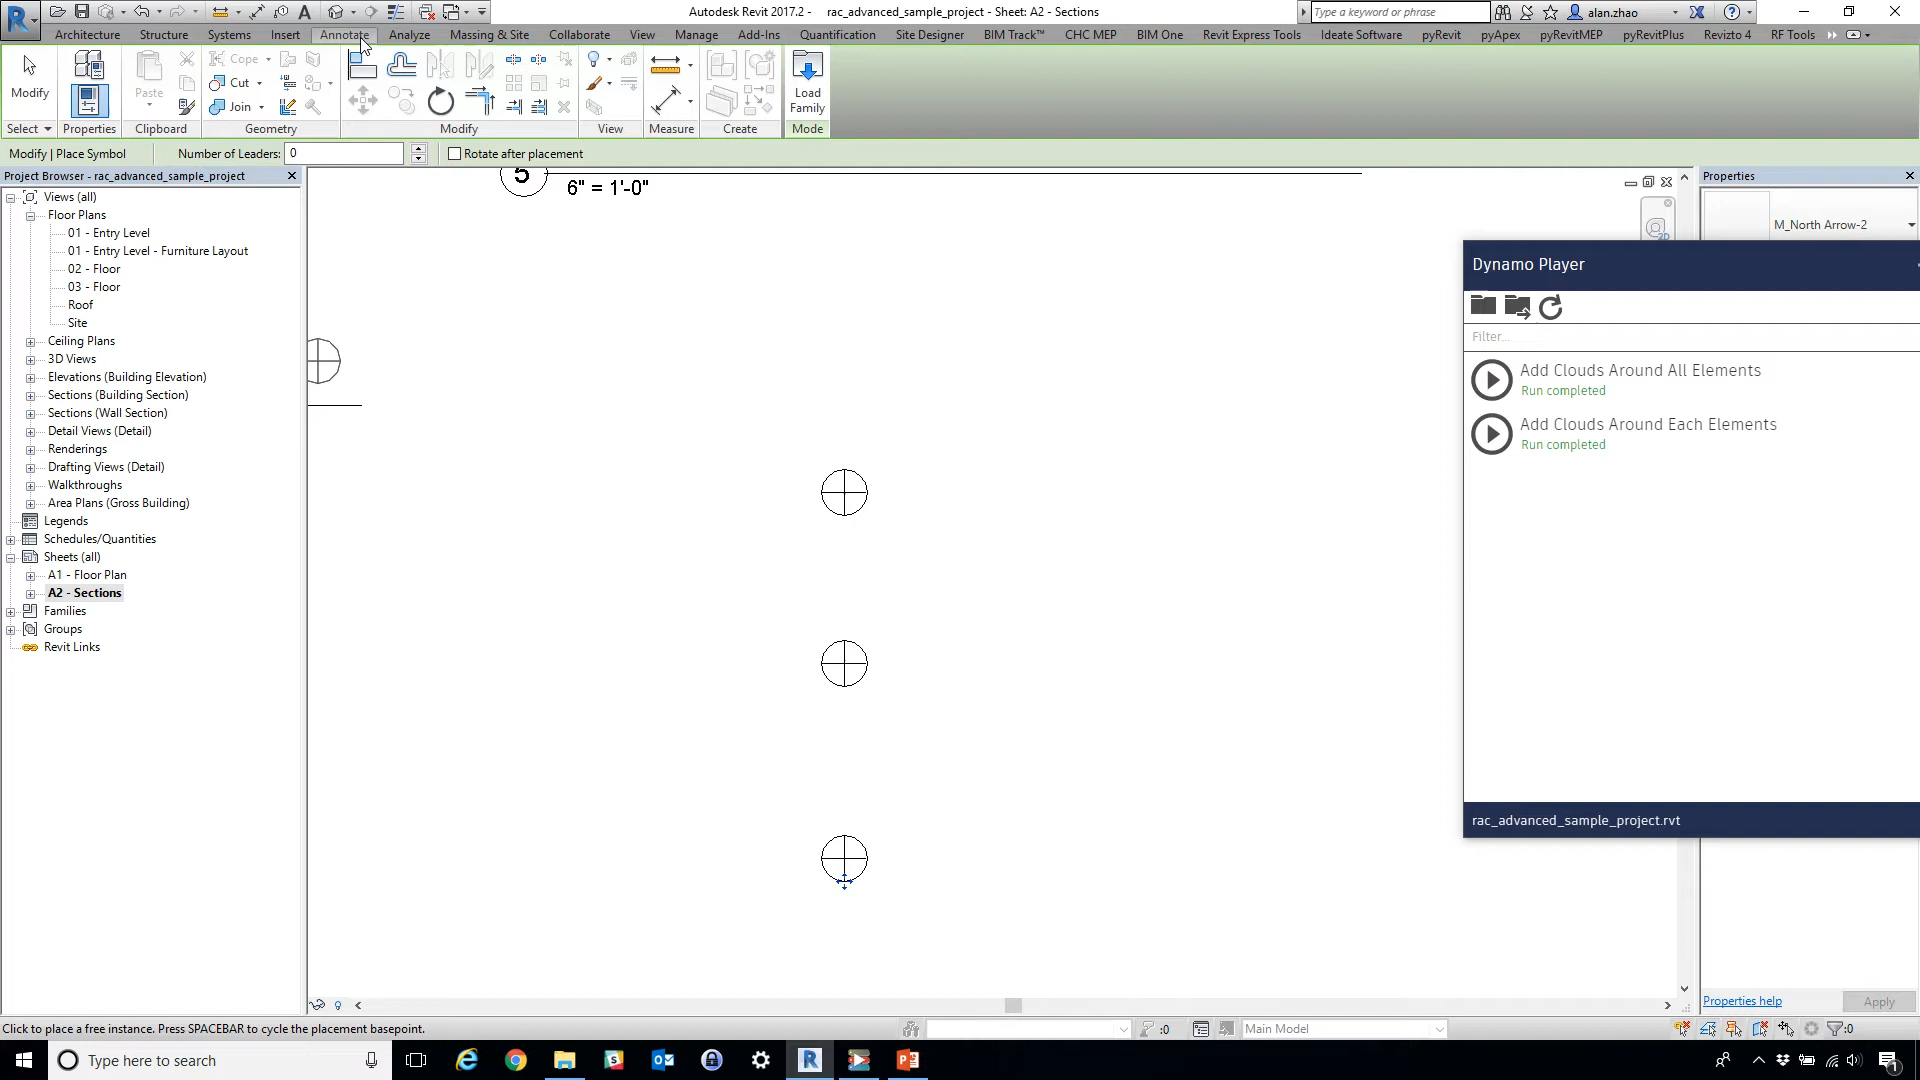 Autodesk Revit 2017.2 - rac_advanced_sample_project - Sheet: A2 - Sections
Type a keyword or phrase
alan.zhao
Architecture Structure Systems Insert Annotate Analyze Massing & Site Collaborate View Manage Add-Ins Quantification Site Designer BIM Track™ CHC MEP BIM One Revit Express Tools Ideate Software pyRevit pyApex pyRevitMEP pyRevitPlus Revizto 4 RF Tools
Modify
Paste
Cope
Cut
Join
Load
Family
Select Properties Clipboard Geometry Modify View Measure Create Mode
Modify | Place Symbol Number of Leaders: 0 Rotate after placement
Project Browser - rac_advanced_sample_project
Views (all)
Floor Plans
01 - Entry Level
01 - Entry Level - Furniture Layout
02 - Floor
03 - Floor
Roof
Site
Ceiling Plans
3D Views
Elevations (Building Elevation)
Sections (Building Section)
Sections (Wall Section)
Detail Views (Detail)
Renderings
Drafting Views (Detail)
Walkthroughs
Area Plans (Gross Building)
Legends
Schedules/Quantities
Sheets (all)
A1 - Floor Plan
A2 - Sections
Families
Groups
Revit Links
5
6" = 1'-0"
2D
Properties
M_North Arrow-2
Dynamo Player
Filter...
Add Clouds Around All Elements
Run completed
Add Clouds Around Each Elements
Run completed
rac_advanced_sample_project.rvt
Properties help
Apply
Click to place a free instance. Press SPACEBAR to cycle the placement basepoint.
:0
Main Model
:0
Type here to search
1